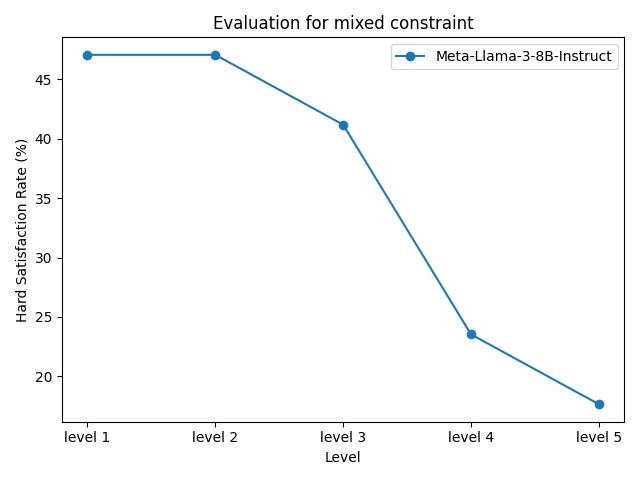 Evaluation for mixed constraint
Meta-Llama-3-8B-Instruct
Hard Satisfaction Rate (%)
45
40
35
30
25
20
level 1
level 2
level 3
level 4
level 5
Level